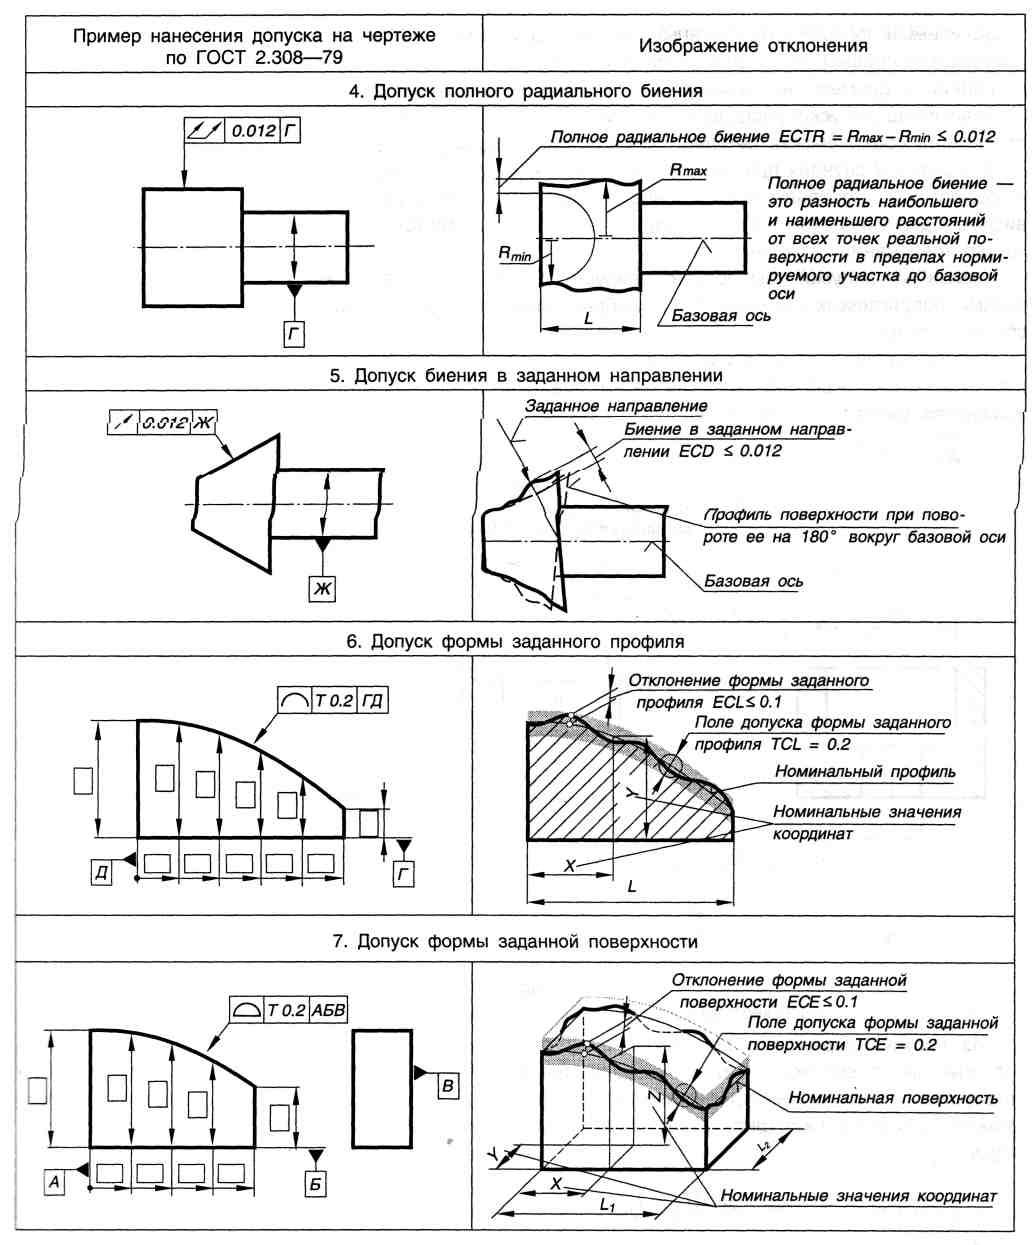 Пример нанесения допуска на чертеже
по ГОСТ 2.308—79
Изображение отклонения
4. Допуск полного радиального биения
0.012 Г
Г
Полное радиальное биение ECTR = Rmax – Rmin ≤ 0.012
Rmax
Rmin
L
Базовая ось
Полное радиальное биение —
это разность наибольшего
и наименьшего расстояний
от всех точек реальной по-
верхности в пределах норми-
руемого участка до базовой
оси
5. Допуск биения в заданном направлении
0.012 Ж
Ж
Заданное направление
Биение в заданном направ-
лении ECD ≤ 0.012
Профиль поверхности при пово-
роте ее на 180° вокруг базовой оси
Базовая ось
6. Допуск формы заданного профиля
T 0.2 ГД
Д
Г
Отклонение формы заданного
профиля ECL ≤ 0.1
Поле допуска формы заданного
профиля TCL = 0.2
Номинальный профиль
Номинальные значения
координат
Y
X
L
7. Допуск формы заданной поверхности
T 0.2 АБВ
В
А
Б
Отклонение формы заданной
поверхности ECE ≤ 0.1
Поле допуска формы заданной
поверхности TCE = 0.2
Номинальная поверхность
Номинальные значения координат
Z
Y
X
L1
L2